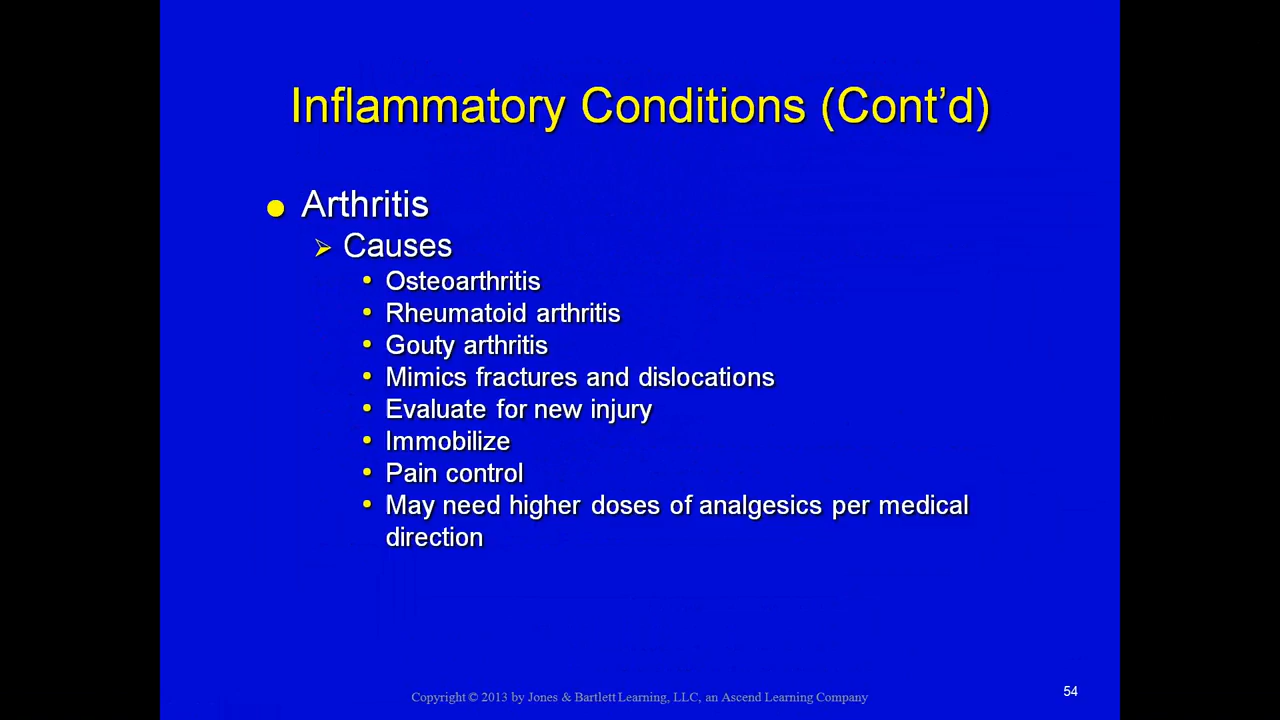 Inflammatory Conditions (Cont’d)
Arthritis
Causes
Osteoarthritis
Rheumatoid arthritis
Gouty arthritis
Mimics fractures and dislocations
Evaluate for new injury
Immobilize
Pain control
May need higher doses of analgesics per medical
direction
Copyright © 2013 by Jones & Bartlett Learning, LLC, an Ascend Learning Company
54